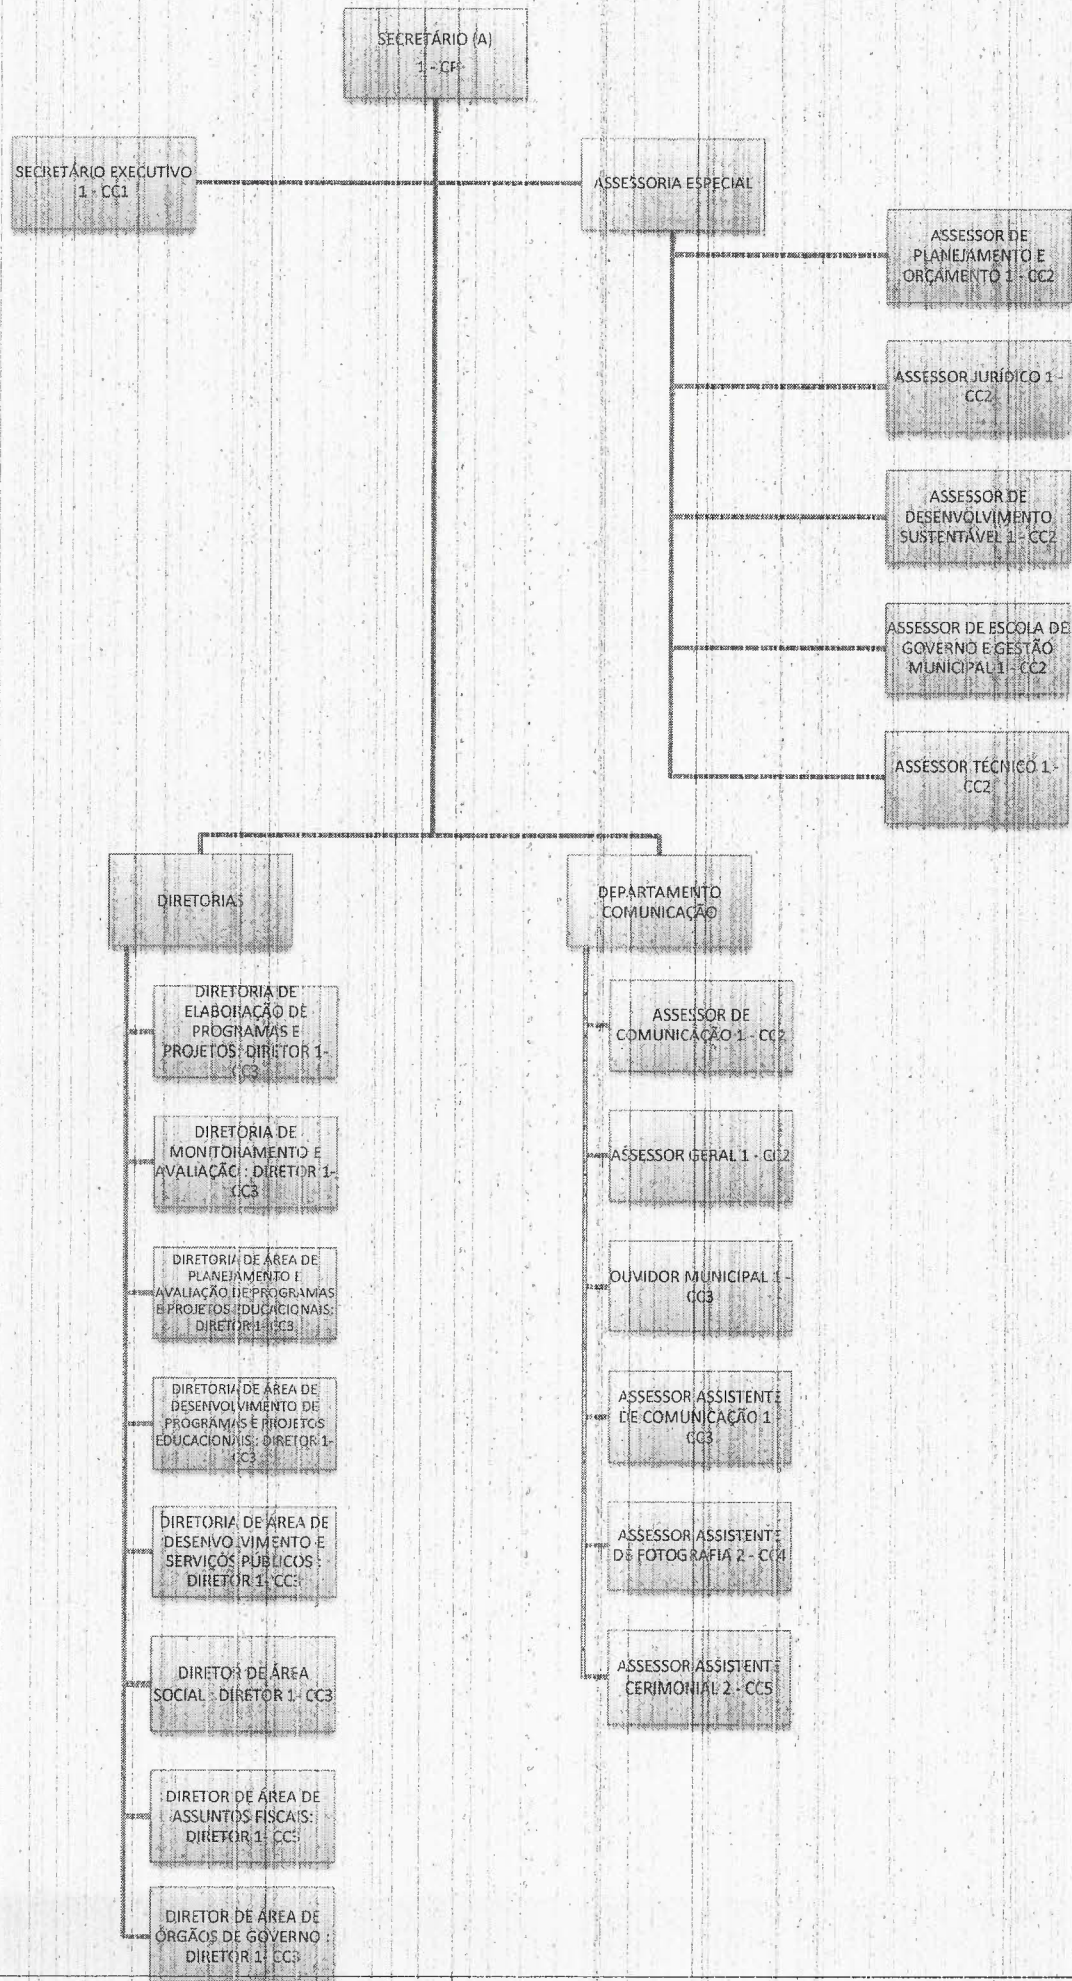 SECRETÁRIO (A)
1 - CP
SECRETÁRIO EXECUTIVO
1 - CC1
ASSESSORIA ESPECIAL
ASSESSOR DE
PLANEJAMENTO E
ORÇAMENTO 1 - CC2
ASSESSOR JURÍDICO 1 -
CC2
ASSESSOR DE
DESENVOLVIMENTO
SUSTENTÁVEL 1 - CC2
ASSESSOR DE ESCOLA DE
GOVERNO E GESTÃO
MUNICIPAL 1 - CC2
ASSESSOR TÉCNICO 1 -
CC2
DIRETORIAS
DIRETORIA DE
ELABORAÇÃO DE
PROGRAMAS E
PROJETOS: DIRETOR 1-
CC3
DIRETORIA DE
MONITORAMENTO E
AVALIAÇÃO : DIRETOR 1-
CC3
DIRETORIA DE ÁREA DE
PLANEJAMENTO E
AVALIAÇÃO DE PROGRAMAS
E PROJETOS EDUCACIONAIS:
DIRETOR 1- CC3
DIRETORIA DE ÁREA DE
DESENVOLVIMENTO DE
PROGRAMAS E PROJETOS
EDUCACIONAIS : DIRETOR 1-
CC3
DIRETORIA DE ÁREA DE
DESENVOLVIMENTO E
SERVIÇOS PÚBLICOS :
DIRETOR 1- CC3
DIRETOR DE ÁREA
SOCIAL : DIRETOR 1- CC3
DIRETOR DE ÁREA DE
ASSUNTOS FISCAIS:
DIRETOR 1- CC3
DIRETOR DE ÁREA DE
ÓRGÃOS DE GOVERNO :
DIRETOR 1- CC3
DEPARTAMENTO
COMUNICAÇÃO
ASSESSOR DE
COMUNICAÇÃO 1 - CC2
ASSESSOR GERAL 1 - CC2
OUVIDOR MUNICIPAL 1 -
CC3
ASSESSOR ASSISTENTE
DE COMUNICAÇÃO 1 -
CC3
ASSESSOR ASSISTENTE
DE FOTOGRAFIA 2 - CC4
ASSESSOR ASSISTENTE
CERIMONIAL 2 - CC5